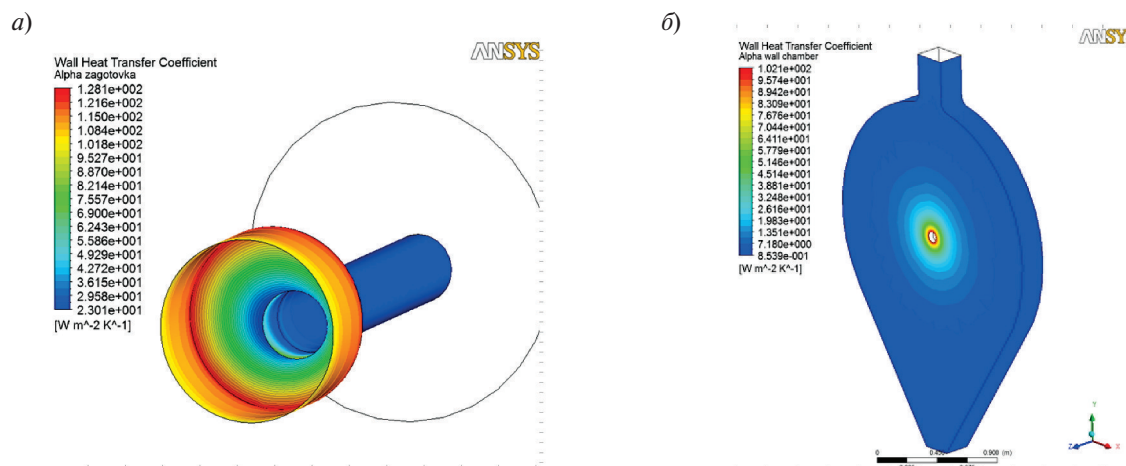 а)
ANSYS
Wall Heat Transfer Coefficient
Alpha zagotovka
1.281e+002
1.216e+002
1.150e+002
1.084e+002
1.018e+002
9.527e+001
8.870e+001
8.214e+001
7.557e+001
6.900e+001
6.243e+001
5.586e+001
4.929e+001
4.272e+001
3.615e+001
2.958e+001
2.301e+001
[W m^-2 K^-1]
б)
ANSY
Wall Heat Transfer Coefficient
Alpha wall chamber
1.021e+002
9.574e+001
8.942e+001
8.309e+001
7.676e+001
7.044e+001
6.411e+001
5.779e+001
5.146e+001
4.514e+001
3.881e+001
3.248e+001
2.616e+001
1.983e+001
1.351e+001
7.180e+000
8.539e-001
[W m^-2 K^-1]
Y
Z
X
0
0.908 (m)